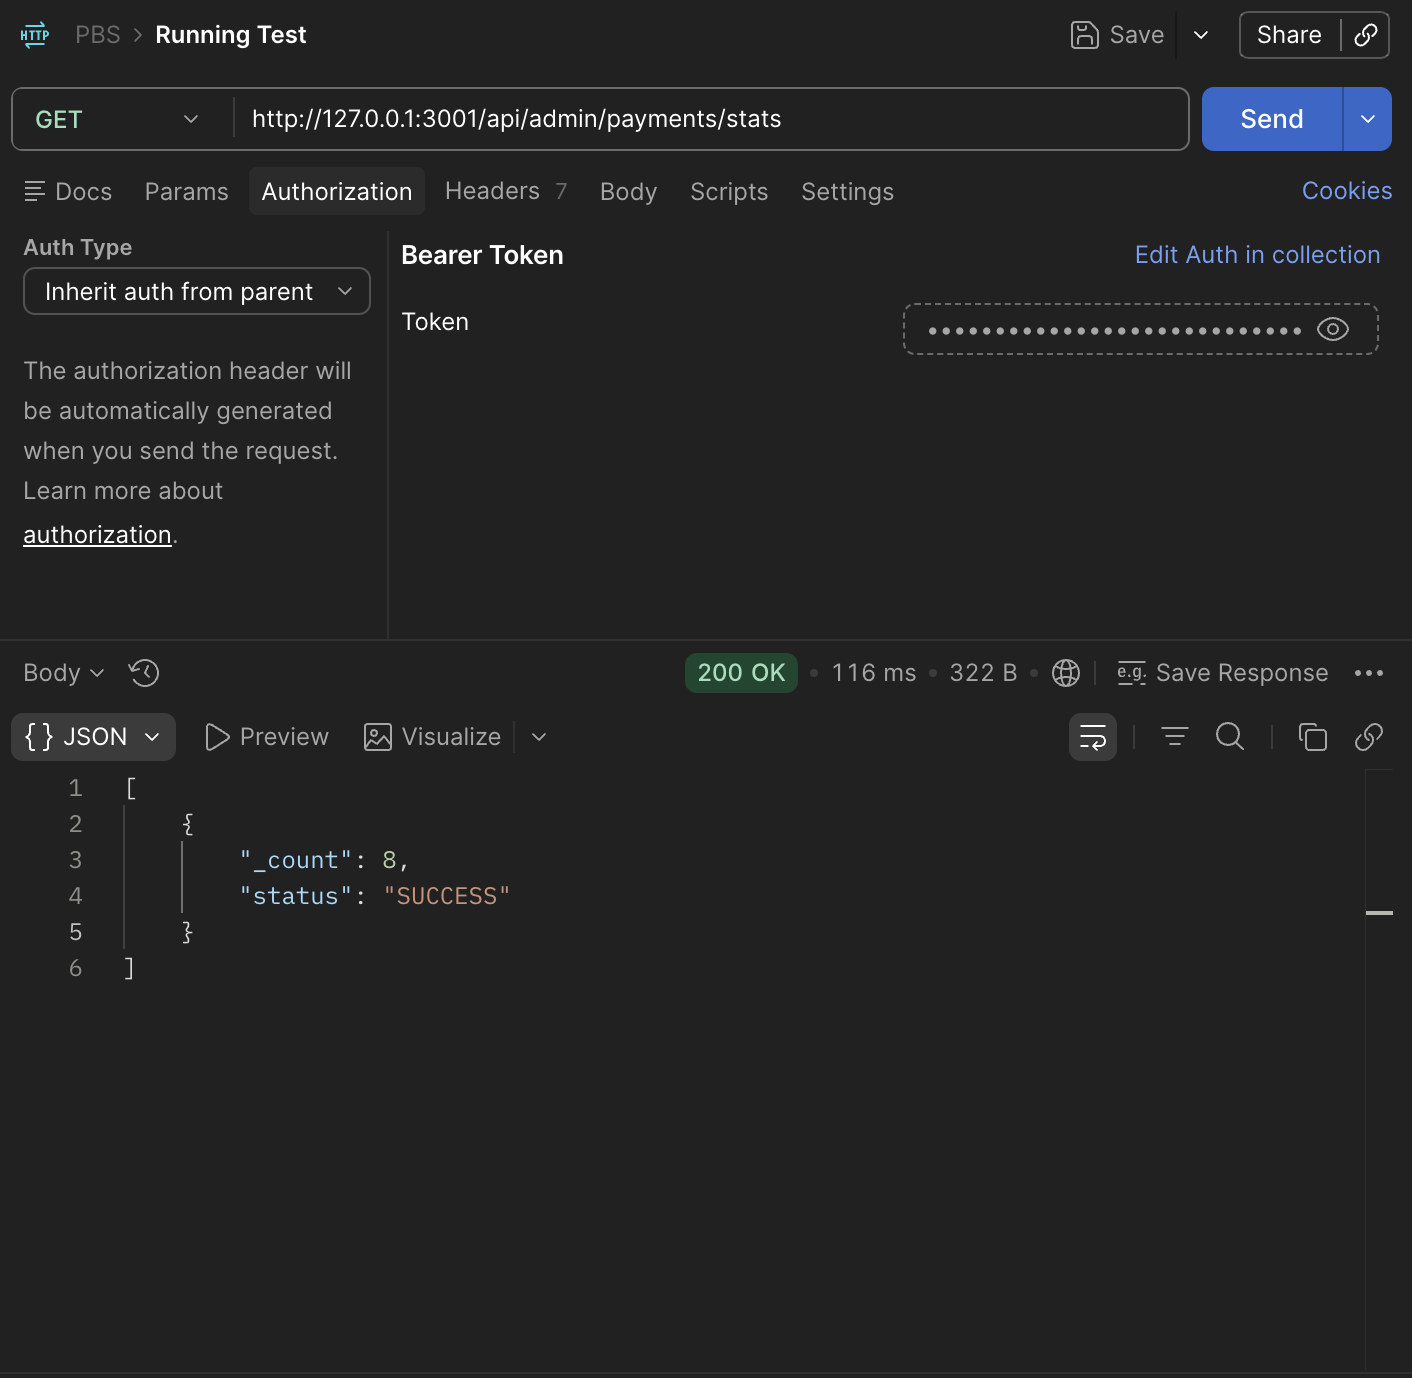 HTTP PBS > Running Test Save Share
GET http://127.0.0.1:3001/api/admin/payments/stats Send
Docs Params Authorization Headers 7 Body Scripts Settings Cookies
Auth Type
Inherit auth from parent
The authorization header will
be automatically generated
when you send the request.
Learn more about
authorization.
Bearer Token Edit Auth in collection
Token ••••••••••••••••••••••••••••
Body 200 OK • 116 ms • 322 B • e.g. Save Response •••
{} JSON Preview Visualize
1 [
2 {
3 "_count": 8,
4 "status": "SUCCESS"
5 }
6 ]